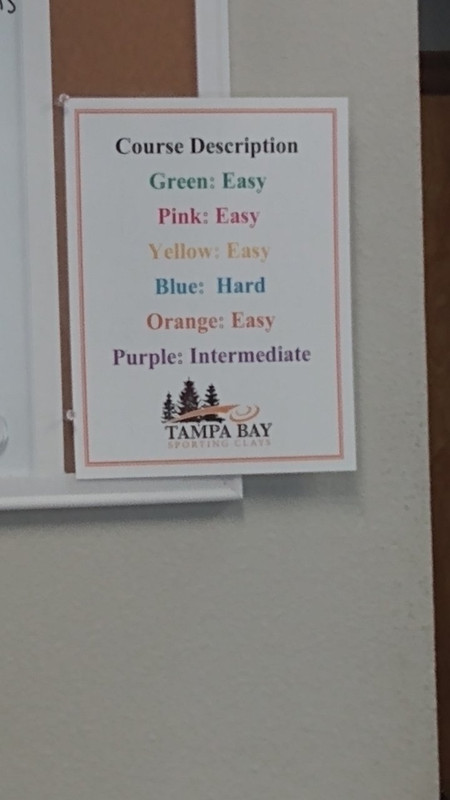 Course Description
Green: Easy
Pink: Easy
Yellow: Easy
Blue: Hard
Orange: Easy
Purple: Intermediate
TAMPA BAY
SPORTING CLAYS